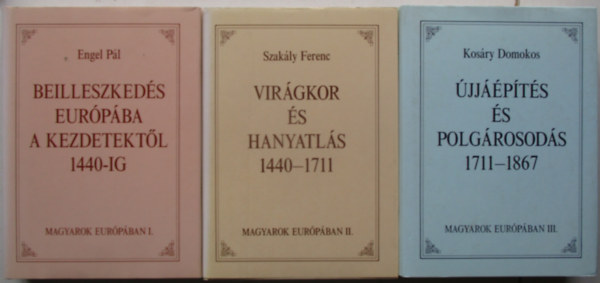 Engel Pál
BEILLESZKEDÉS
EURÓPÁBA
A KEZDETEKTŐL
1440-IG
MAGYAROK EURÓPÁBAN I.
Szakály Ferenc
VIRÁGKOR
ÉS
HANYATLÁS
1440–1711
MAGYAROK EURÓPÁBAN II.
Kosáry Domokos
ÚJJÁÉPÍTÉS
ÉS
POLGÁROSODÁS
1711–1867
MAGYAROK EURÓPÁBAN III.